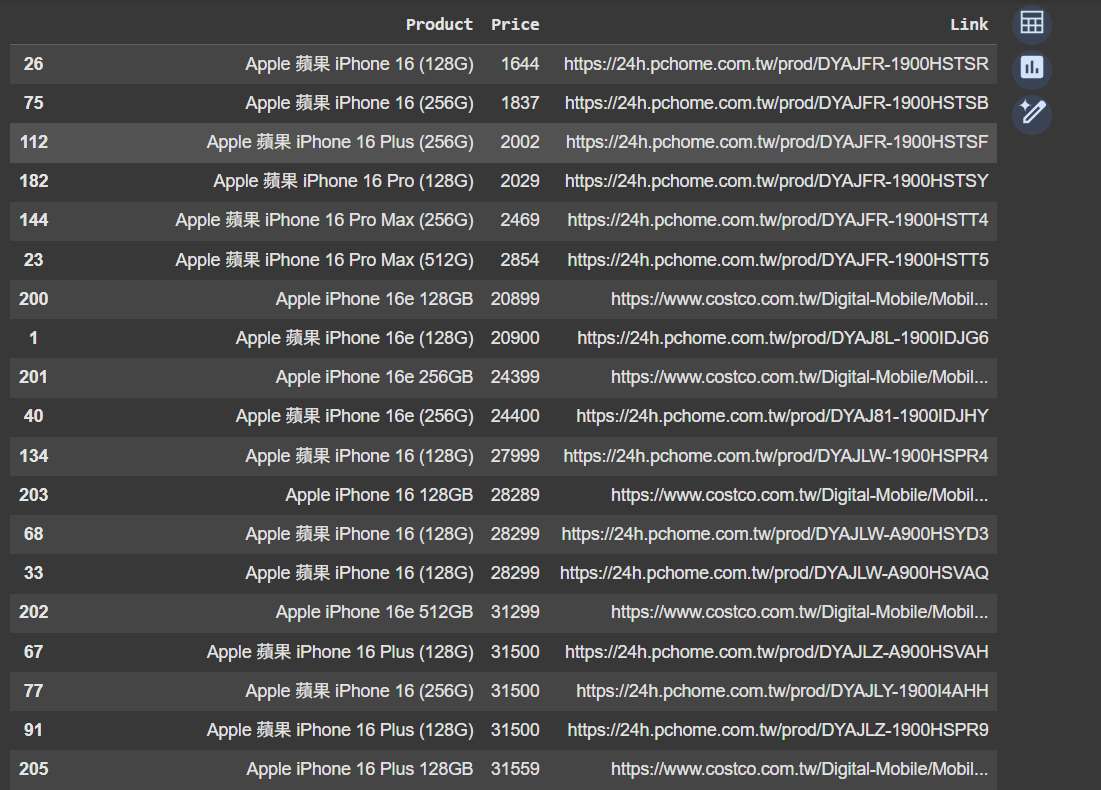 Product Price Link
26 Apple 蘋果 iPhone 16 (128G) 1644 https://24h.pchome.com.tw/prod/DYAJFR-1900HSTSR
75 Apple 蘋果 iPhone 16 (256G) 1837 https://24h.pchome.com.tw/prod/DYAJFR-1900HSTSB
112 Apple 蘋果 iPhone 16 Plus (256G) 2002 https://24h.pchome.com.tw/prod/DYAJFR-1900HSTSF
182 Apple 蘋果 iPhone 16 Pro (128G) 2029 https://24h.pchome.com.tw/prod/DYAJFR-1900HSTSY
144 Apple 蘋果 iPhone 16 Pro Max (256G) 2469 https://24h.pchome.com.tw/prod/DYAJFR-1900HSTT4
23 Apple 蘋果 iPhone 16 Pro Max (512G) 2854 https://24h.pchome.com.tw/prod/DYAJFR-1900HSTT5
200 Apple iPhone 16e 128GB 20899 https://www.costco.com.tw/Digital-Mobile/Mobil...
1 Apple 蘋果 iPhone 16e (128G) 20900 https://24h.pchome.com.tw/prod/DYAJ8L-1900IDJG6
201 Apple iPhone 16e 256GB 24399 https://www.costco.com.tw/Digital-Mobile/Mobil...
40 Apple 蘋果 iPhone 16e (256G) 24400 https://24h.pchome.com.tw/prod/DYAJ81-1900IDJHY
134 Apple 蘋果 iPhone 16 (128G) 27999 https://24h.pchome.com.tw/prod/DYAJLW-1900HSPR4
203 Apple iPhone 16 128GB 28289 https://www.costco.com.tw/Digital-Mobile/Mobil...
68 Apple 蘋果 iPhone 16 (128G) 28299 https://24h.pchome.com.tw/prod/DYAJLW-A900HSYD3
33 Apple 蘋果 iPhone 16 (128G) 28299 https://24h.pchome.com.tw/prod/DYAJLW-A900HSVAQ
202 Apple iPhone 16e 512GB 31299 https://www.costco.com.tw/Digital-Mobile/Mobil...
67 Apple 蘋果 iPhone 16 Plus (128G) 31500 https://24h.pchome.com.tw/prod/DYAJLZ-A900HSVAH
77 Apple 蘋果 iPhone 16 (256G) 31500 https://24h.pchome.com.tw/prod/DYAJLY-1900I4AHH
91 Apple 蘋果 iPhone 16 Plus (128G) 31500 https://24h.pchome.com.tw/prod/DYAJLZ-1900HSPR9
205 Apple iPhone 16 Plus 128GB 31559 https://www.costco.com.tw/Digital-Mobile/Mobil...